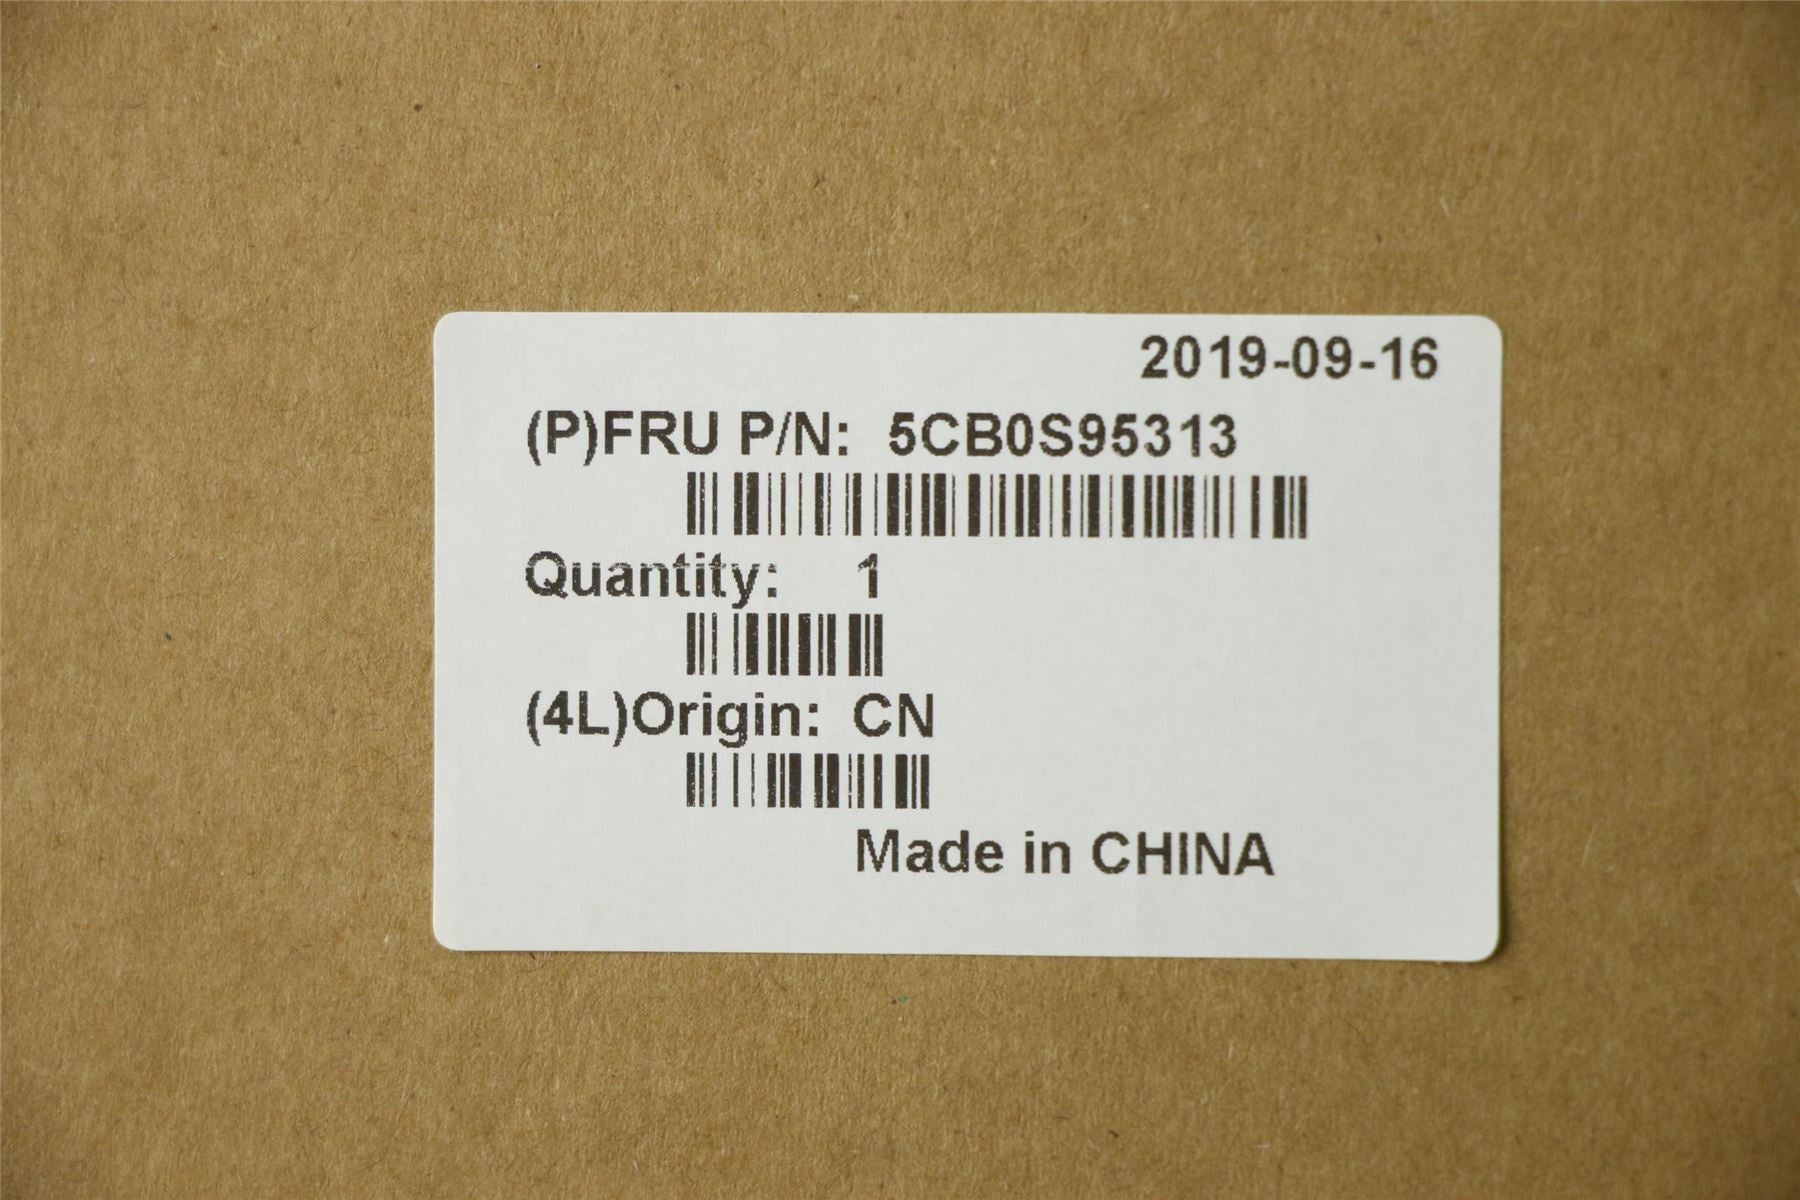 2019-09-16
(P)FRU P/N: 5CB0S95313
Quantity: 1
(4L)Origin: CN
Made in CHINA